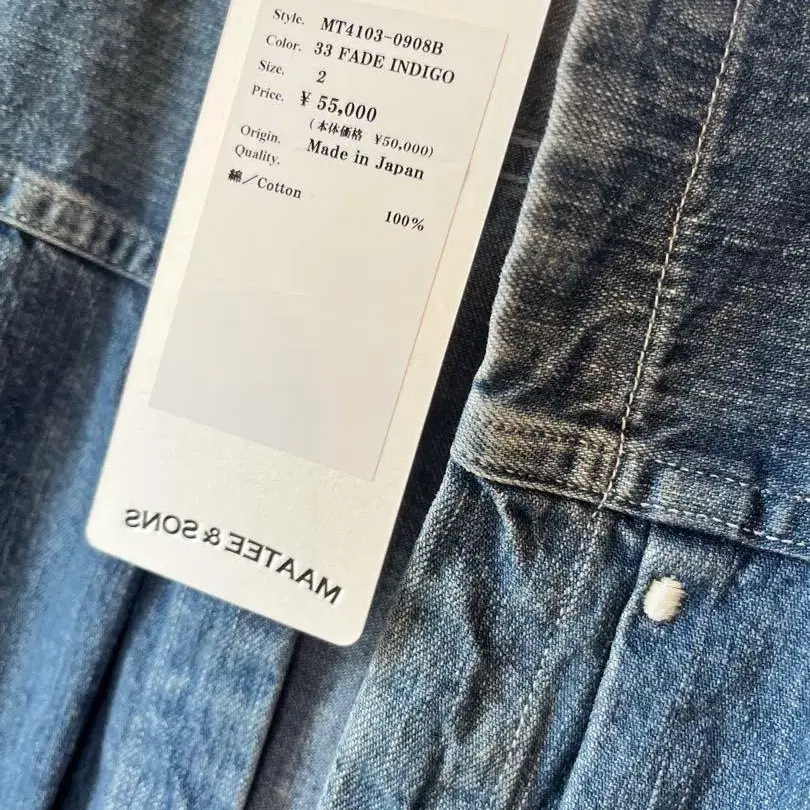 Style. MT4103-0908B
Color. 33 FADE INDIGO
Size. 2
Price. ¥ 55,000
(本体価格 ¥50,000)
Origin. Made in Japan
Quality.
綿/Cotton 100%
MAATEE & SONS